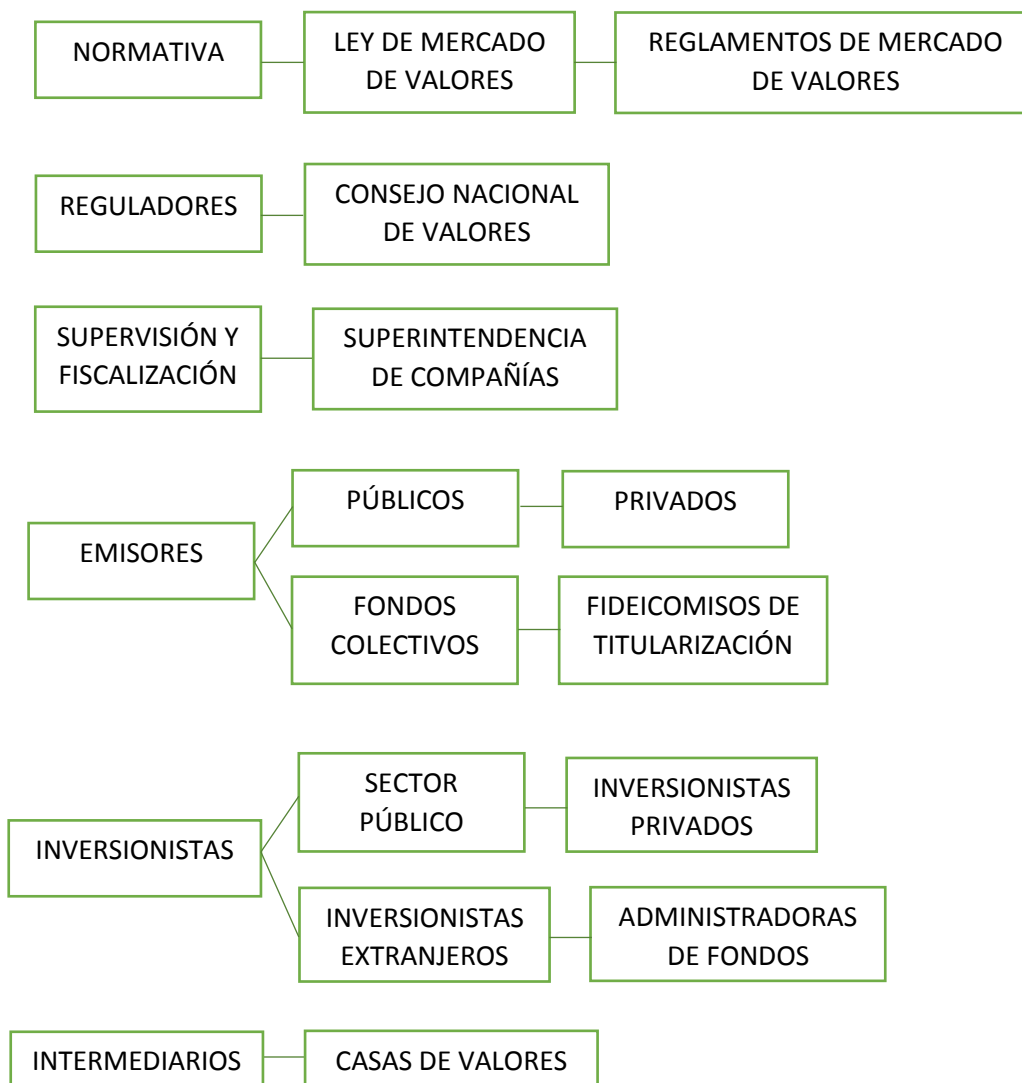 NORMATIVA
LEY DE MERCADO
DE VALORES
REGLAMENTOS DE MERCADO
DE VALORES
REGULADORES
CONSEJO NACIONAL
DE VALORES
SUPERVISIÓN Y
FISCALIZACIÓN
SUPERINTENDENCIA
DE COMPAÑÍAS
EMISORES
PÚBLICOS
PRIVADOS
FONDOS
COLECTIVOS
FIDEICOMISOS DE
TITULARIZACIÓN
INVERSIONISTAS
SECTOR
PÚBLICO
INVERSIONISTAS
PRIVADOS
INVERSIONISTAS
EXTRANJEROS
ADMINISTRADORAS
DE FONDOS
INTERMEDIARIOS
CASAS DE VALORES